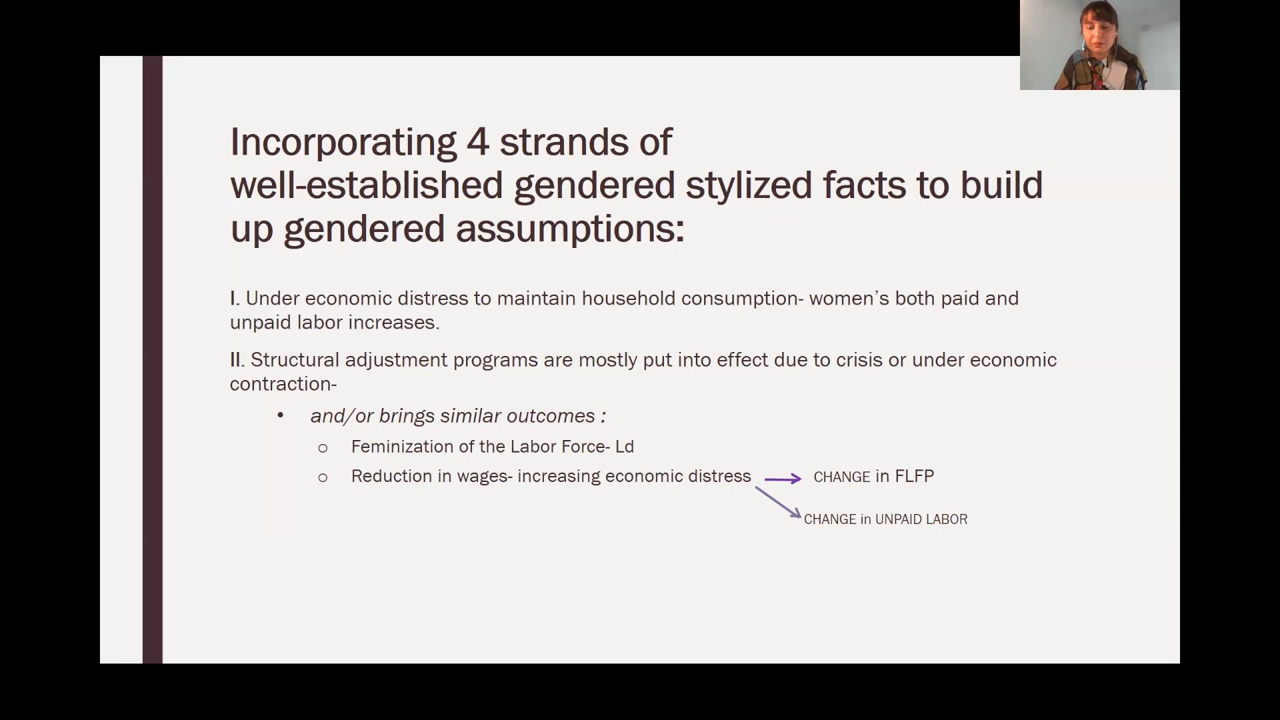 Incorporating 4 strands of
well-established gendered stylized facts to build
up gendered assumptions:
I. Under economic distress to maintain household consumption- women's both paid and
unpaid labor increases.
II. Structural adjustment programs are mostly put into effect due to crisis or under economic
contraction-
• and/or brings similar outcomes :
o Feminization of the Labor Force- Ld
o Reduction in wages- increasing economic distress → CHANGE in FLFP
CHANGE in UNPAID LABOR